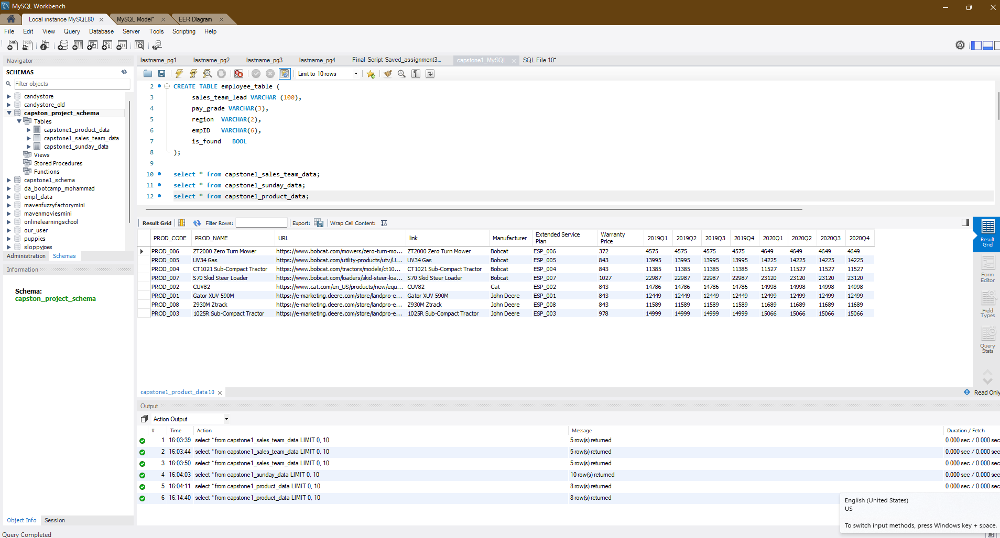 MySQL Workbench
Local instance MySQL80
MySQL Model*
EER Diagram
File Edit View Query Database Server Tools Scripting Help
Navigator
SCHEMAS
Filter objects
candystore
candystore_old
capston_project_schema
Tables
capstone1_product_data
capstone1_sales_team_data
capstone1_sunday_data
Views
Stored Procedures
Functions
capstone1_schema
da_bootcamp_mohammad
empl_data
mavenfuzzyfactorymini
mavenmoviesmini
onlinelearningschool
our_user
puppies
sloppyjoes
Administration Schemas
Information
Schema:
capston_project_schema
Object Info Session
Query Completed
lastname_pg1 lastname_pg2 lastname_pg3 lastname_pg4 Final Script Saved_assignment3... capstone1_MySQL SQL File 10*
Limit to 10 rows
2 CREATE TABLE employee_table (
3 sales_team_lead VARCHAR (100),
4 pay_grade VARCHAR(3),
5 region VARCHAR(2),
6 empID VARCHAR(6),
7 is_found BOOL
8 );
9
10 select * from capstone1_sales_team_data;
11 select * from capstone1_sunday_data;
12 select * from capstone1_product_data;
Result Grid Filter Rows: Export: Wrap Cell Content:
PROD_CODE PROD_NAME URL link Manufacturer Extended Service Plan Warranty Price 2019Q1 2019Q2 2019Q3 2019Q4 2020Q1 2020Q2 2020Q3 2020Q4
PROD_006 ZT2000 Zero Turn Mower https://www.bobcat.com/mowers/zero-turn-mo... ZT2000 Zero Turn Mower Bobcat ESP_006 372 4575 4575 4575 4575 4649 4649 4649 4649
PROD_005 UV34 Gas https://www.bobcat.com/utility-products/utv/U... UV34 Gas Bobcat ESP_005 843 13995 13995 13995 13995 14225 14225 14225 14225
PROD_004 CT1021 Sub-Compact Tractor https://www.bobcat.com/tractors/models/ct10... CT1021 Sub-Compact Tractor Bobcat ESP_004 843 11385 11385 11385 11385 11527 11527 11527 11527
PROD_007 S70 Skid Steer Loader https://www.bobcat.com/loaders/skid-steer-loa... S70 Skid Steer Loader Bobcat ESP_007 1027 22987 22987 22987 22987 23120 23120 23120 23120
PROD_002 CUV82 https://www.cat.com/en_US/products/new/equ... CUV82 Cat ESP_002 843 14786 14786 14786 14786 14998 14998 14998 14998
PROD_001 Gator XUV 590M https://e-marketing.deere.com/store/landpro-e... Gator XUV 590M John Deere ESP_001 843 12449 12449 12449 12449 12499 12499 12499 12499
PROD_008 Z930M Ztrack https://e-marketing.deere.com/store/landpro-e... Z930M Ztrack John Deere ESP_008 843 11589 11589 11589 11589 11689 11689 11689 11689
PROD_003 1025R Sub-Compact Tractor https://e-marketing.deere.com/store/landpro-e... 1025R Sub-Compact Tractor John Deere ESP_003 978 14999 14999 14999 14999 15066 15066 15066 15066
Result Grid
Form Editor
Field Types
Query Stats
capstone1_product_data10
Read Only
Output
Action Output
# Time Action Message Duration / Fetch
1 16:03:39 select * from capstone1_sales_team_data LIMIT 0, 10 5 row(s) returned 0.000 sec / 0.000 sec
2 16:03:44 select * from capstone1_sales_team_data LIMIT 0, 10 5 row(s) returned 0.000 sec / 0.000 sec
3 16:03:50 select * from capstone1_sales_team_data LIMIT 0, 10 5 row(s) returned 0.000 sec / 0.000 sec
4 16:04:03 select * from capstone1_sunday_data LIMIT 0, 10 10 row(s) returned 0.000 sec / 0.000 sec
5 16:04:11 select * from capstone1_product_data LIMIT 0, 10 8 row(s) returned 0.000 sec / 0.000 sec
6 16:14:40 select * from capstone1_product_data LIMIT 0, 10 8 row(s) returned
English (United States)
US
To switch input methods, press Windows key + space.